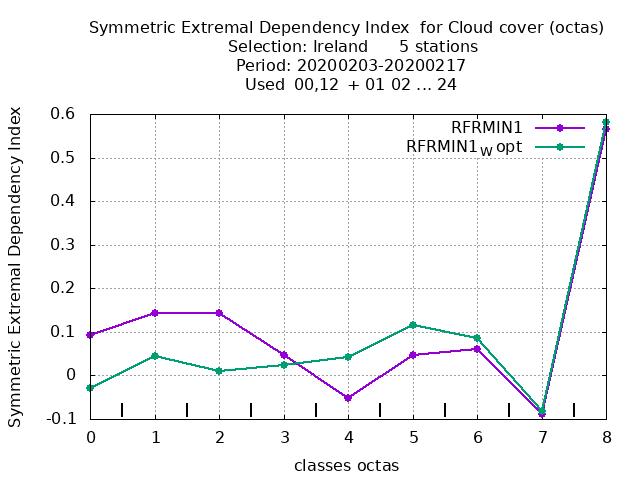 Symmetric Extremal Dependency Index  for Cloud cover (octas)
Selection: Ireland      5 stations
Period: 20200203-20200217
Used  00,12  + 01 02 ... 24
Symmetric Extremal Dependency Index
0.6
0.5
0.4
0.3
0.2
0.1
0
-0.1
RFRMIN1
RFRMIN1W opt
0 1 2 3 4 5 6 7 8
classes octas